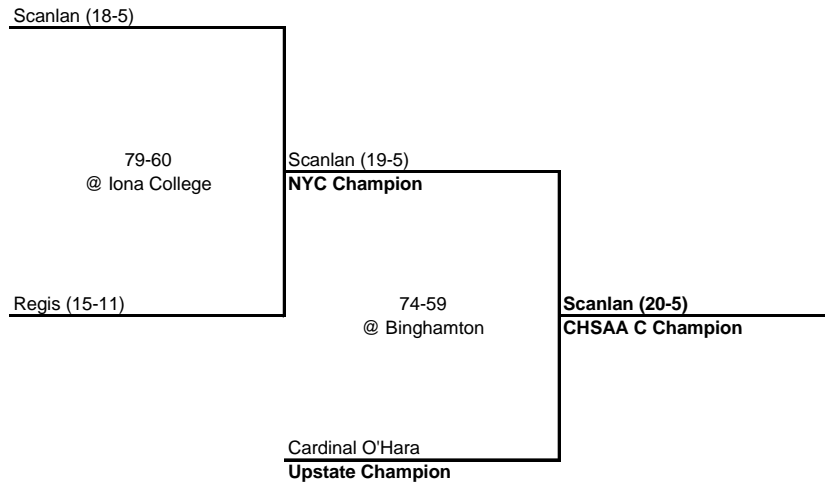 Scanlan (18-5)
79-60
@ Iona College
Scanlan (19-5)
NYC Champion
Regis (15-11)
74-59
@ Binghamton
Scanlan (20-5)
CHSAA C Champion
Cardinal O'Hara
Upstate Champion